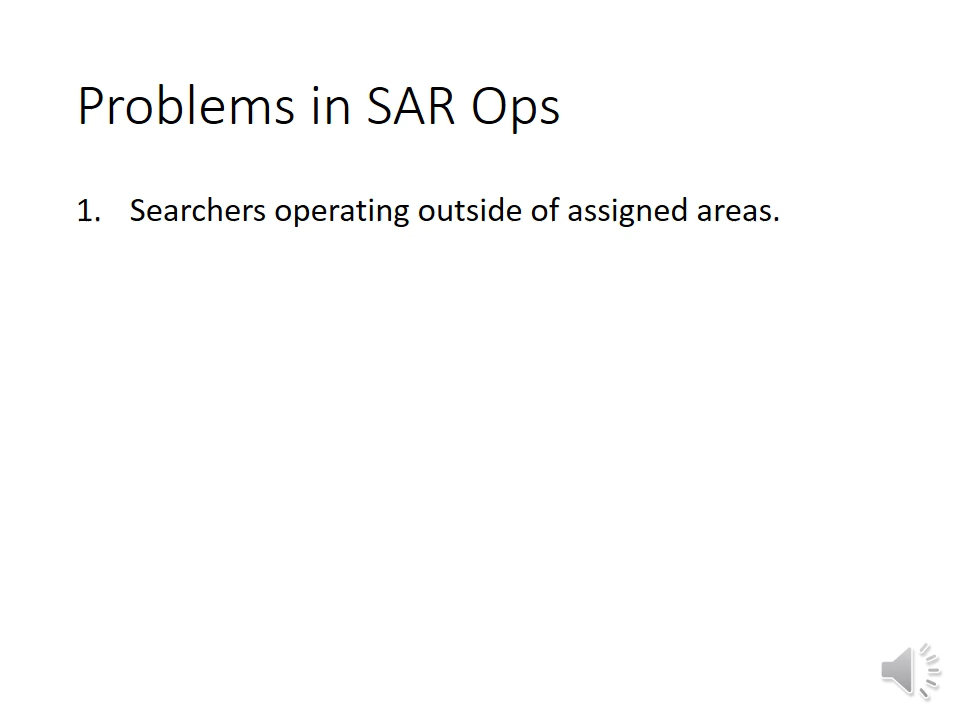 Problems in SAR Ops
1. Searchers operating outside of assigned areas.